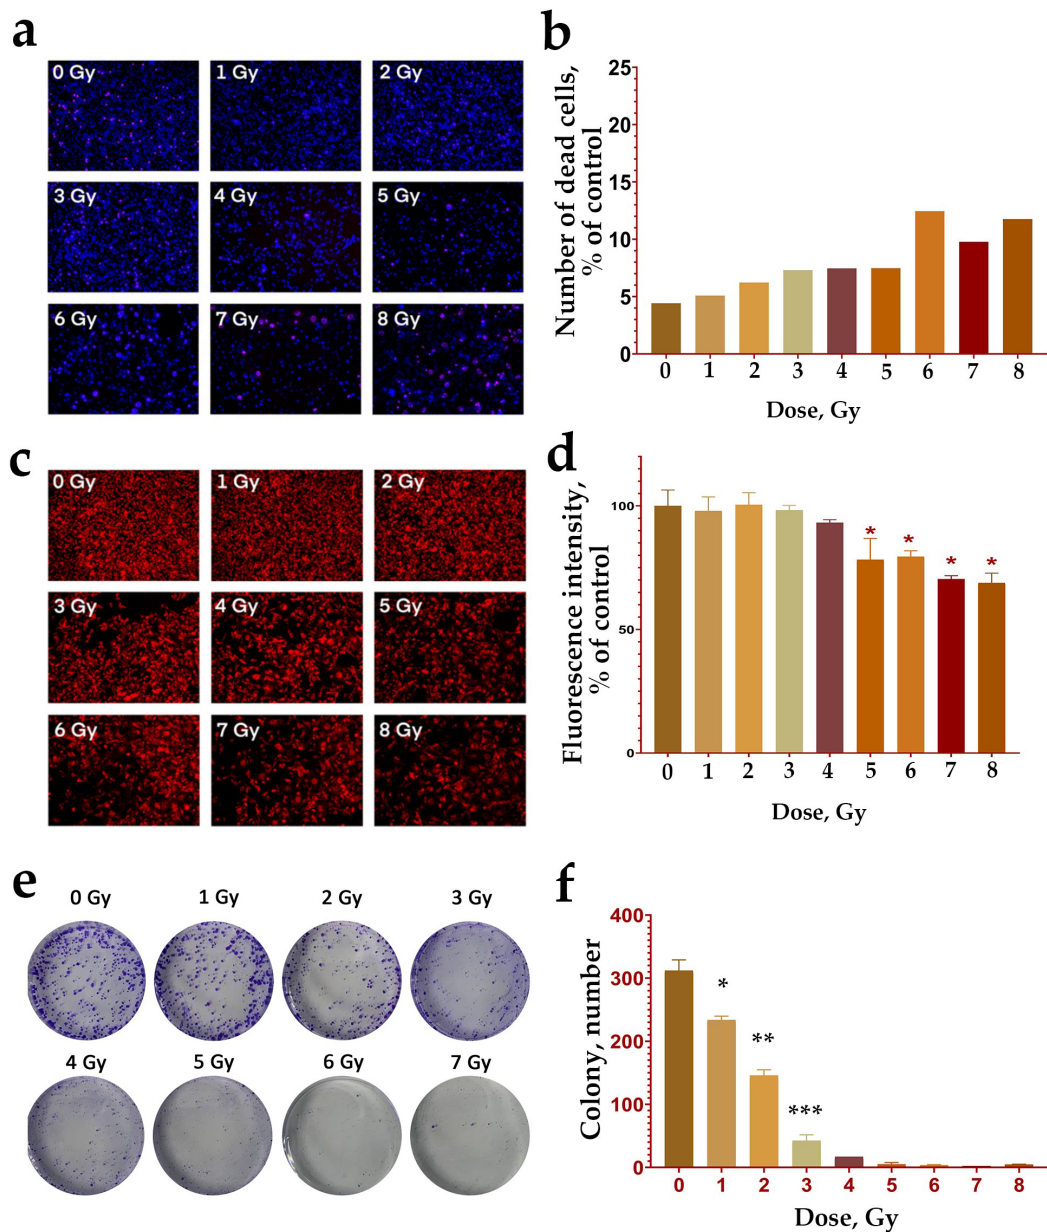 a
0 Gy 1 Gy 2 Gy
3 Gy 4 Gy 5 Gy
6 Gy 7 Gy 8 Gy
b
Number of dead cells,
% of control
25
20
15
10
5
0
0 1 2 3 4 5 6 7 8
Dose, Gy
c
0 Gy 1 Gy 2 Gy
3 Gy 4 Gy 5 Gy
6 Gy 7 Gy 8 Gy
d
Fluorescence intensity,
% of control
100
50
0
* * * *
0 1 2 3 4 5 6 7 8
Dose, Gy
e
0 Gy 1 Gy 2 Gy 3 Gy
4 Gy 5 Gy 6 Gy 7 Gy
f
Colony, number
400
300
200
100
0
*
**
***
0 1 2 3 4 5 6 7 8
Dose, Gy